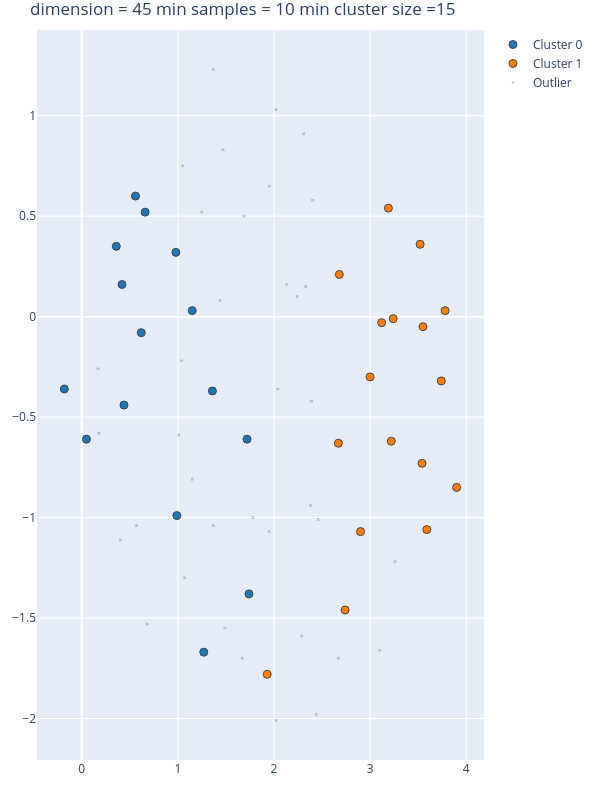 dimension = 45 min samples = 10 min cluster size =15
Cluster 0
Cluster 1
Outlier
1
0.5
0
−0.5
−1
−1.5
−2
0 1 2 3 4